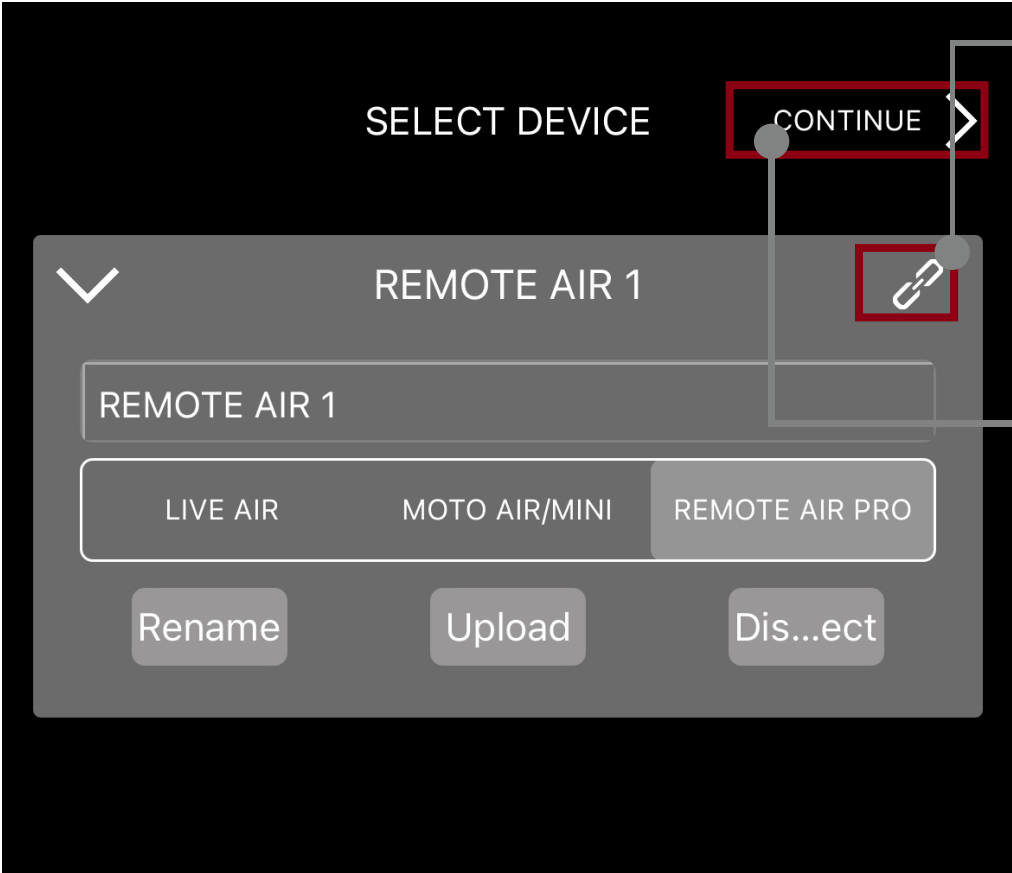 SELECT DEVICE
CONTINUE
REMOTE AIR 1
REMOTE AIR 1
LIVE AIR MOTO AIR/MINI REMOTE AIR PRO
Rename Upload Dis...ect